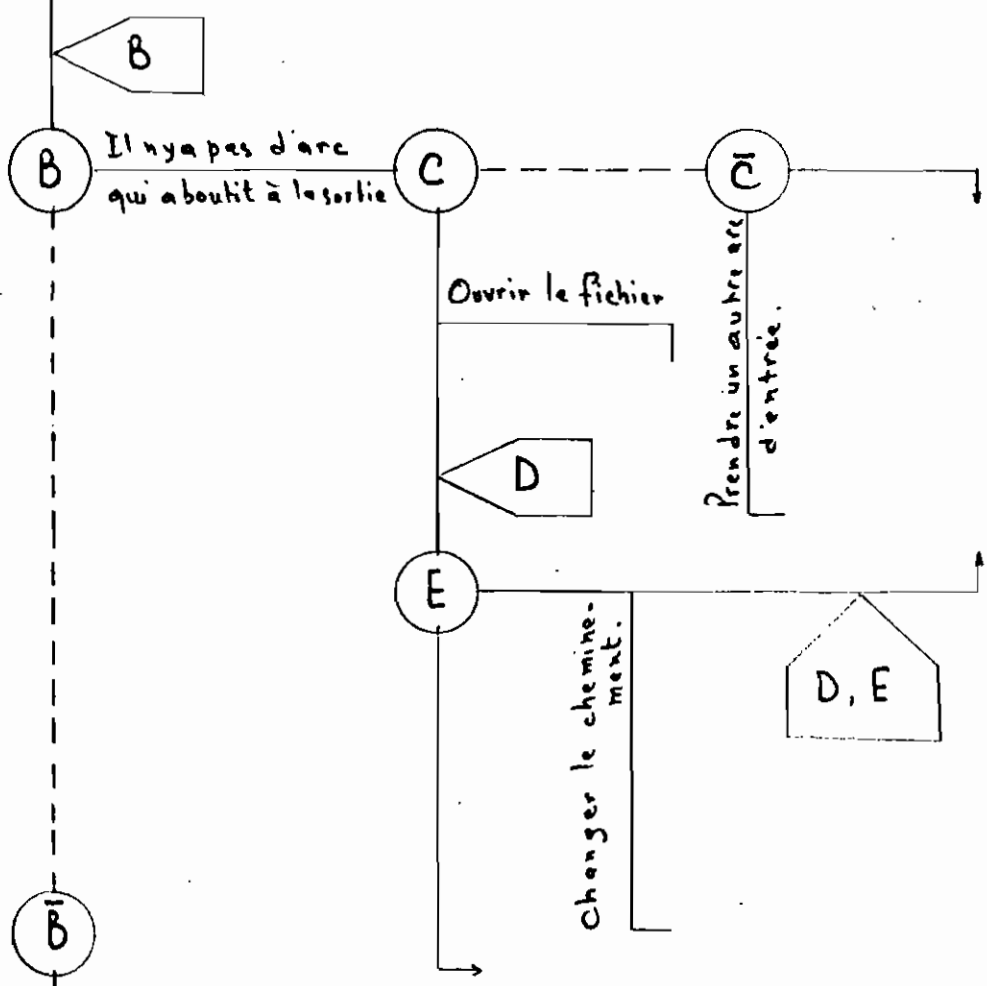 B
B
Il n'y a pas d'arc
qui aboutit à la sortie
C
C̄
Ouvrir le fichier
Prendre un autre arc
d'entrée.
D
E
Changer le chemine-
ment.
D, E
B̄